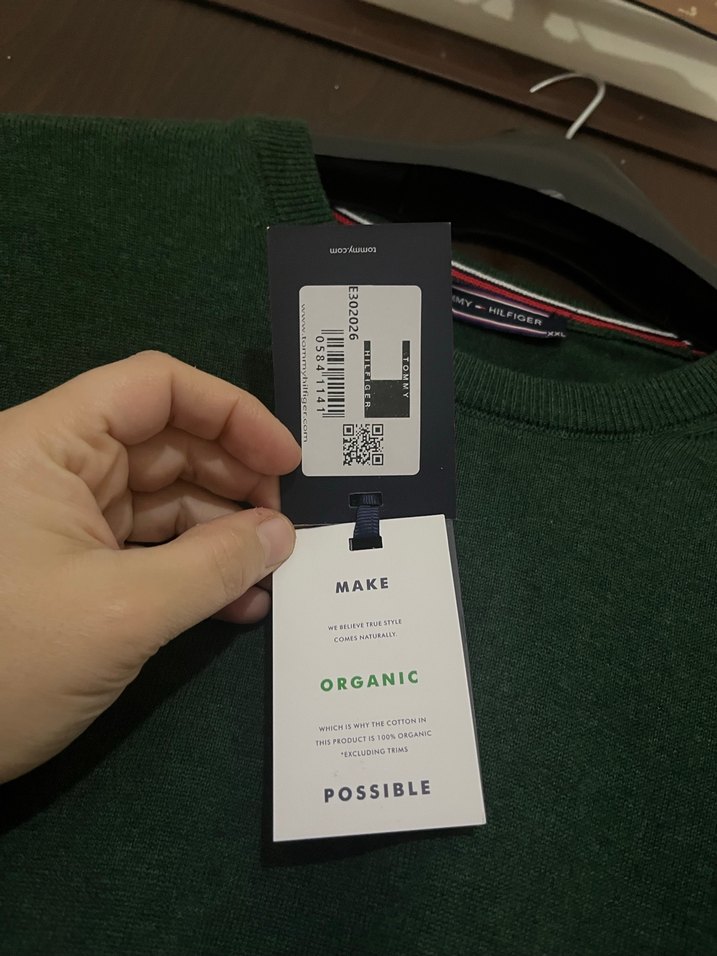 tommy.com
E302026
TOMMY
HILFIGER
0584 1141
www.tommyhilfiger.com
HILFIGER
XXL
MAKE
WE BELIEVE TRUE STYLE
COMES NATURALLY.
ORGANIC
WHICH IS WHY THE COTTON IN
THIS PRODUCT IS 100% ORGANIC
*EXCLUDING TRIMS
POSSIBLE